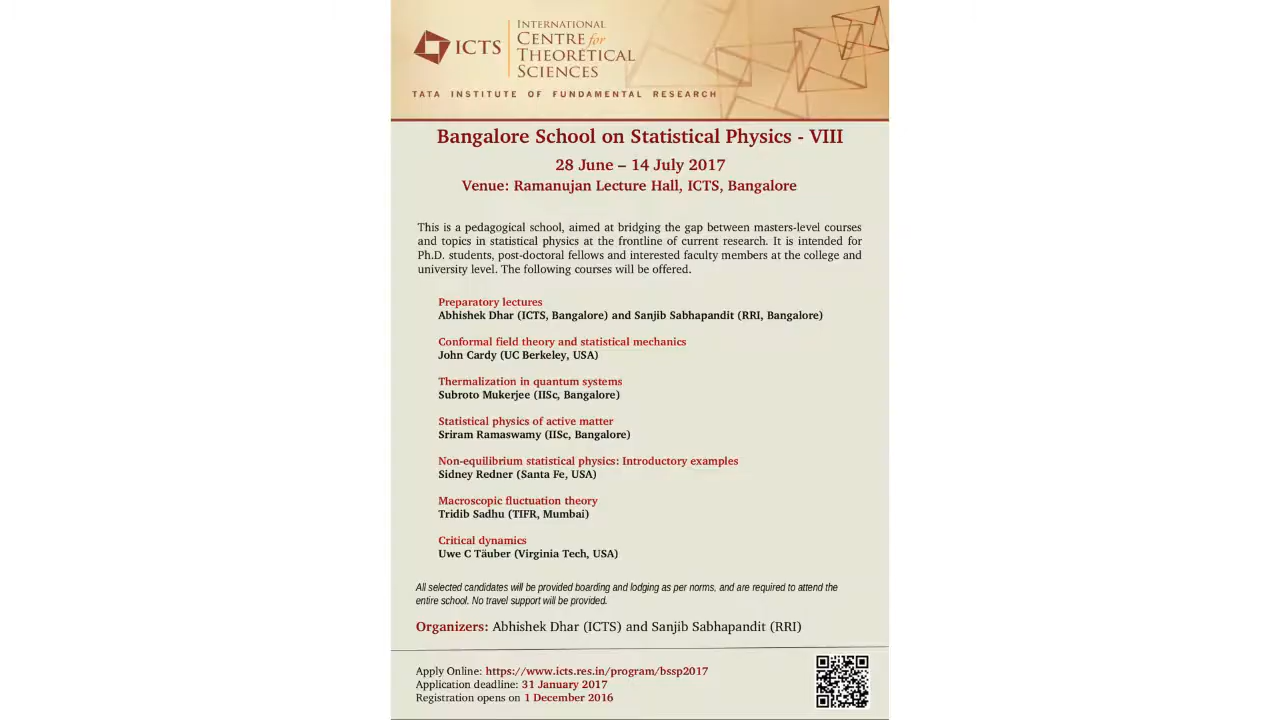 ICTS
INTERNATIONAL
CENTRE for
THEORETICAL
SCIENCES
TATA INSTITUTE OF FUNDAMENTAL RESEARCH
Bangalore School on Statistical Physics - VIII
28 June – 14 July 2017
Venue: Ramanujan Lecture Hall, ICTS, Bangalore
This is a pedagogical school, aimed at bridging the gap between masters-level courses
and topics in statistical physics at the frontline of current research. It is intended for
Ph.D. students, post-doctoral fellows and interested faculty members at the college and
university level. The following courses will be offered.
Preparatory lectures
Abhishek Dhar (ICTS, Bangalore) and Sanjib Sabhapandit (RRI, Bangalore)
Conformal field theory and statistical mechanics
John Cardy (UC Berkeley, USA)
Thermalization in quantum systems
Subroto Mukerjee (IISc, Bangalore)
Statistical physics of active matter
Sriram Ramaswamy (IISc, Bangalore)
Non-equilibrium statistical physics: Introductory examples
Sidney Redner (Santa Fe, USA)
Macroscopic fluctuation theory
Tridib Sadhu (TIFR, Mumbai)
Critical dynamics
Uwe C Täuber (Virginia Tech, USA)
All selected candidates will be provided boarding and lodging as per norms, and are required to attend the
entire school. No travel support will be provided.
Organizers: Abhishek Dhar (ICTS) and Sanjib Sabhapandit (RRI)
Apply Online: https://www.icts.res.in/program/bssp2017
Application deadline: 31 January 2017
Registration opens on 1 December 2016